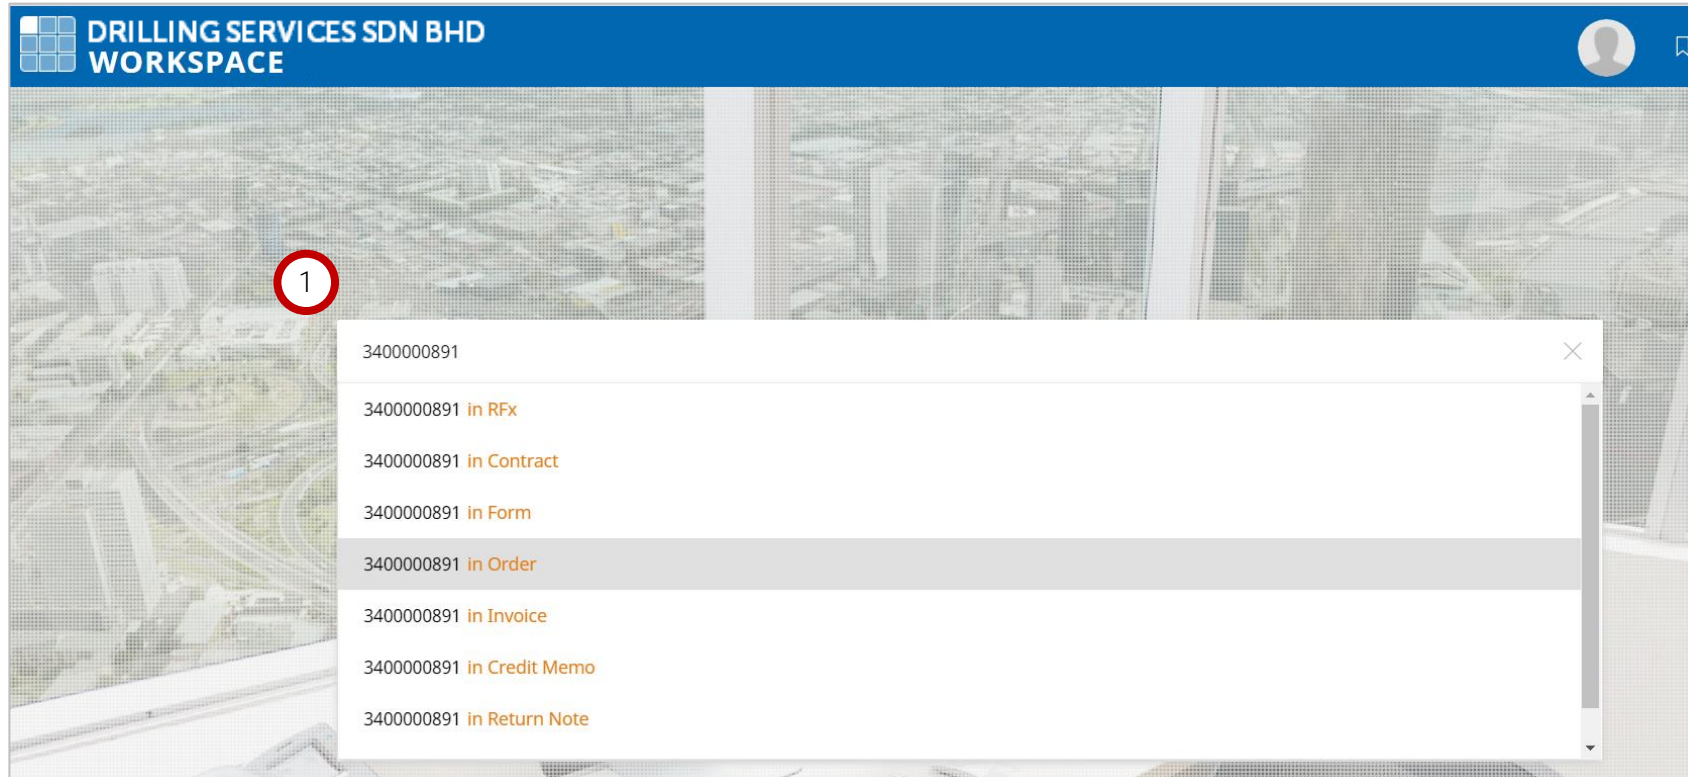 DRILLING SERVICES SDN BHD
WORKSPACE
1
3400000891
3400000891 in RFx
3400000891 in Contract
3400000891 in Form
3400000891 in Order
3400000891 in Invoice
3400000891 in Credit Memo
3400000891 in Return Note